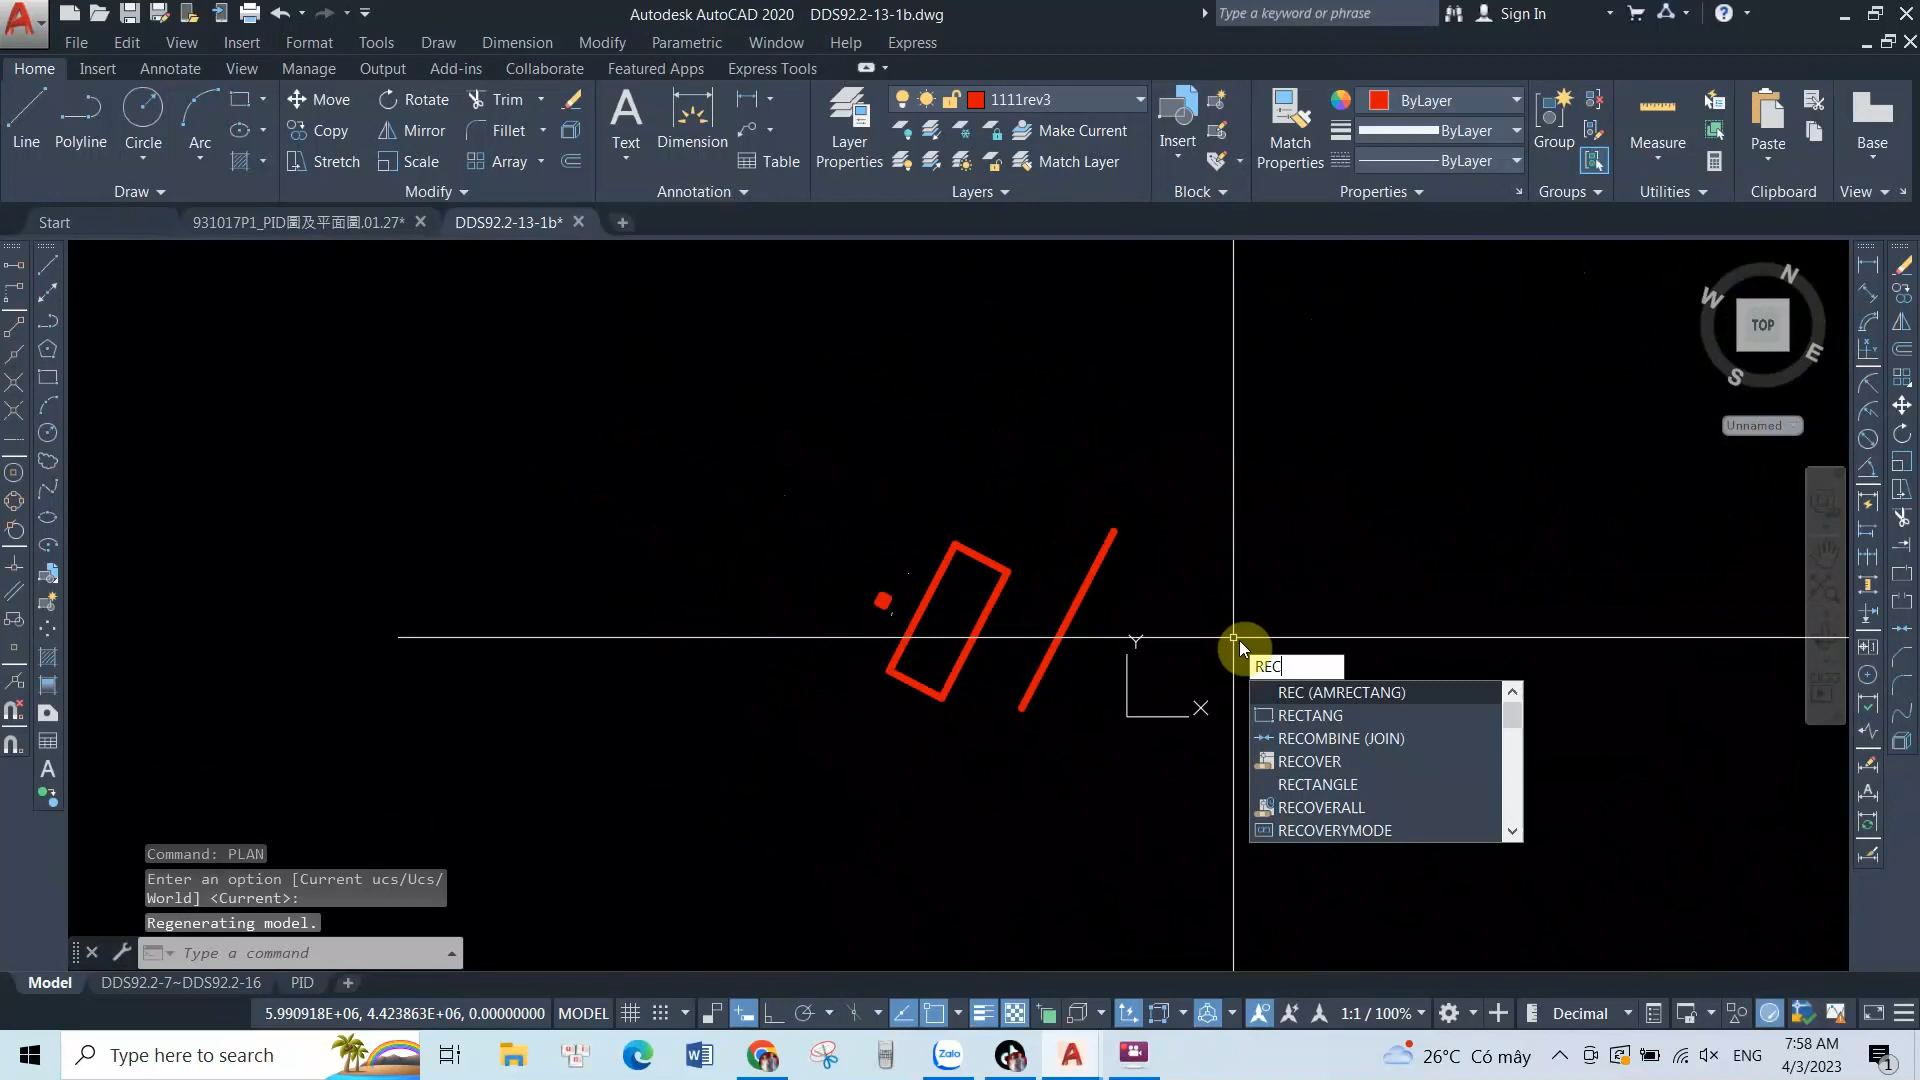 Autodesk AutoCAD 2020 DDS92.2-13-1b.dwg
Type a keyword or phrase
Sign In
File Edit View Insert Format Tools Draw Dimension Modify Parametric Window Help Express
Home Insert Annotate View Manage Output Add-ins Collaborate Featured Apps Express Tools
Line Polyline Circle Arc
Move Rotate Trim
Copy Mirror Fillet
Stretch Scale Array
Text Dimension Table
Layer Properties
1111rev3
Make Current
Match Layer
Insert
Match Properties
ByLayer
ByLayer
ByLayer
Group
Measure
Paste
Base
Draw Modify Annotation Layers Block Properties Groups Utilities Clipboard View
Start 931017P1_PID圖及平面圖.01.27* DDS92.2-13-1b*
N
W
TOP
E
S
Unnamed
Y
X
REC
REC (AMRECTANG)
RECTANG
RECOMBINE (JOIN)
RECOVER
RECTANGLE
RECOVERALL
RECOVERYMODE
Command: PLAN
Enter an option [Current ucs/Ucs/
World] <Current>:
Regenerating model.
Type a command
Model DDS92.2-7~DDS92.2-16 PID
5.990918E+06, 4.423863E+06, 0.00000000 MODEL 1:1 / 100% Decimal
Type here to search
Zalo
26°C Có mây
ENG
7:58 AM
4/3/2023